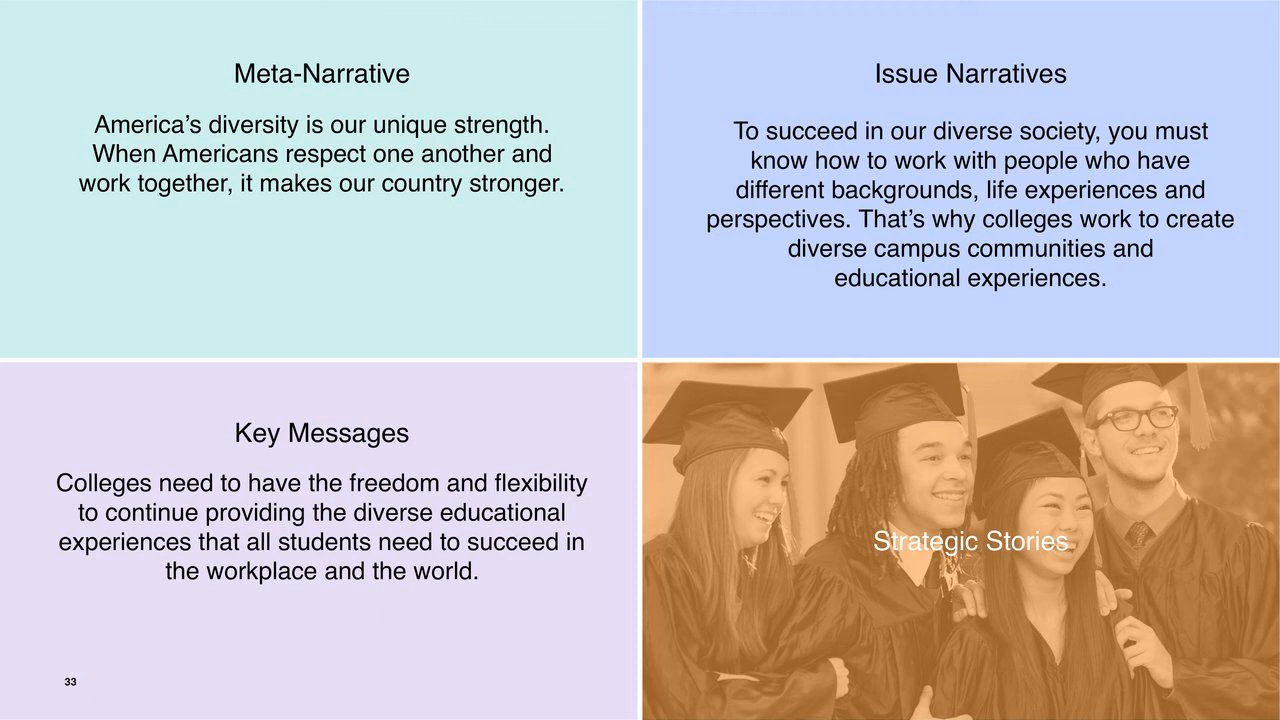 Meta-Narrative
America’s diversity is our unique strength.
When Americans respect one another and
work together, it makes our country stronger.
Issue Narratives
To succeed in our diverse society, you must
know how to work with people who have
different backgrounds, life experiences and
perspectives. That’s why colleges work to create
diverse campus communities and
educational experiences.
Key Messages
Colleges need to have the freedom and flexibility
to continue providing the diverse educational
experiences that all students need to succeed in
the workplace and the world.
Strategic Stories
33